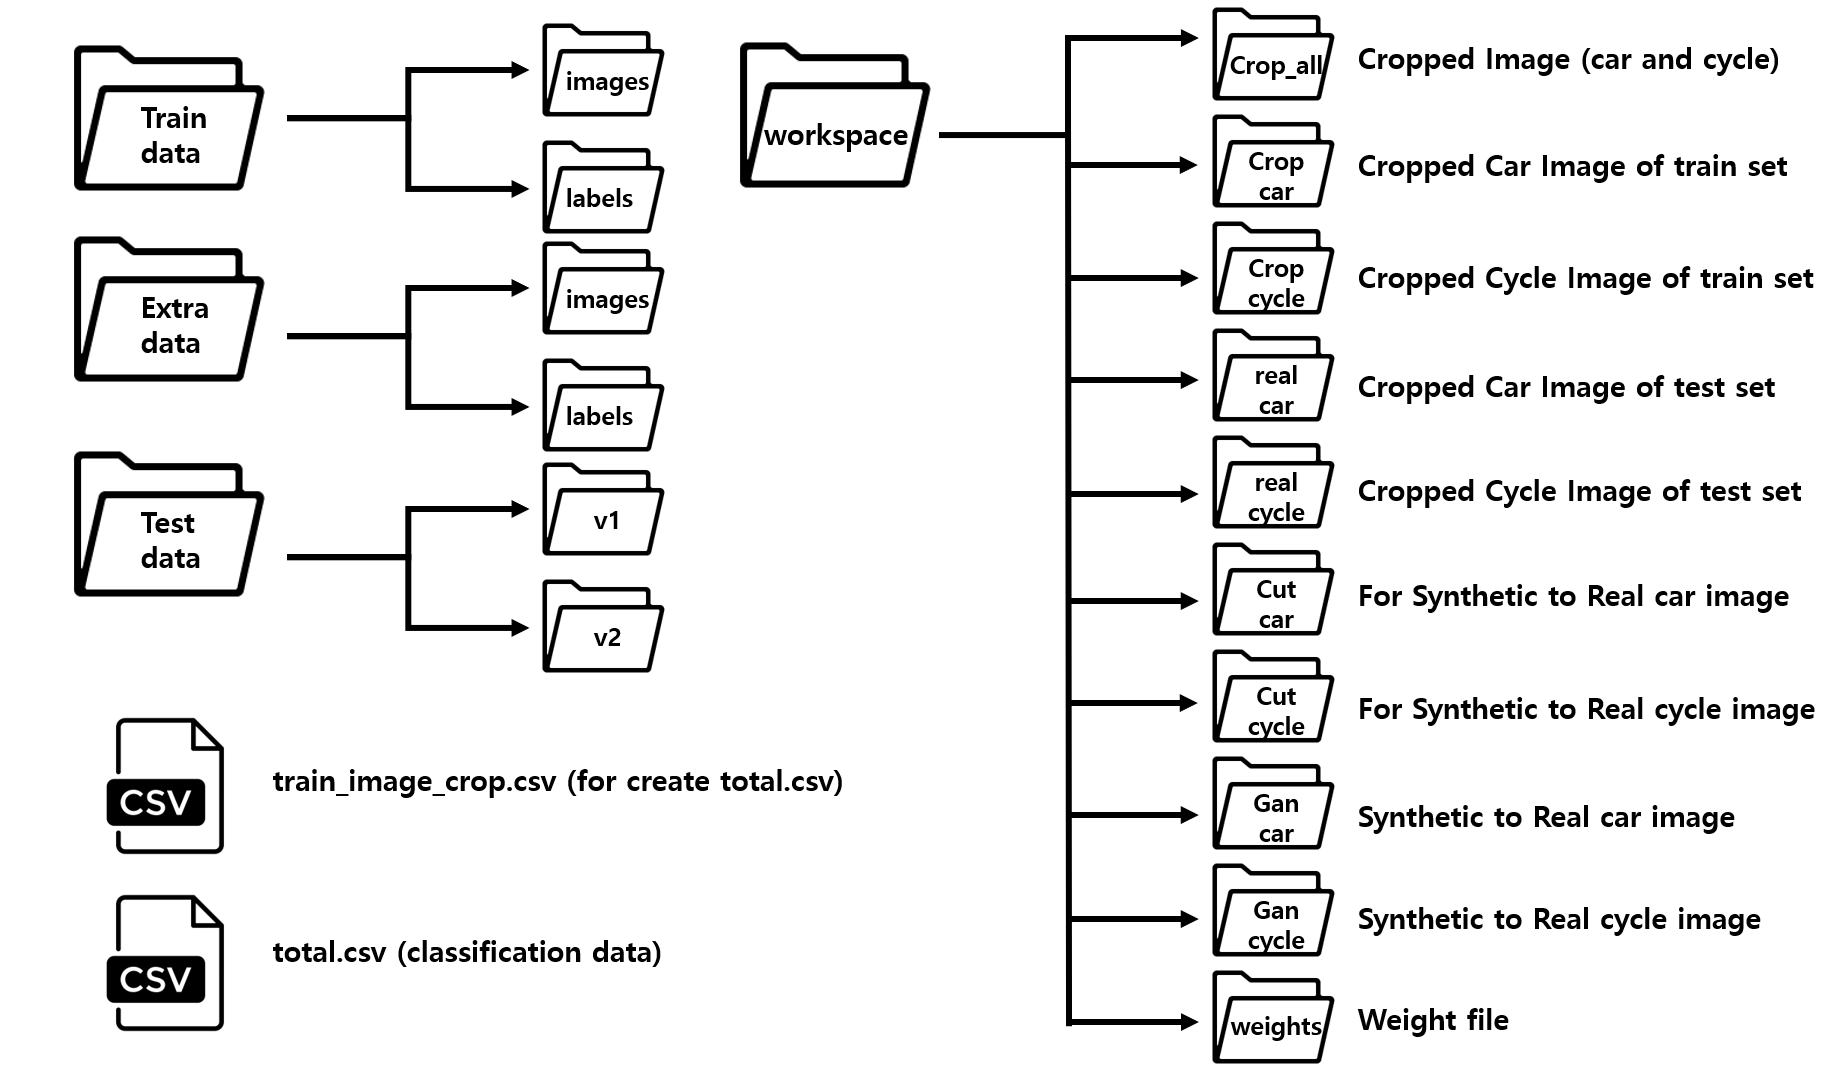 Train
data
images
labels
Extra
data
images
labels
Test
data
v1
v2
CSV
train_image_crop.csv (for create total.csv)
CSV
total.csv (classification data)
workspace
Crop_all
Cropped Image (car and cycle)
Crop
car
Cropped Car Image of train set
Crop
cycle
Cropped Cycle Image of train set
real
car
Cropped Car Image of test set
real
cycle
Cropped Cycle Image of test set
Cut
car
For Synthetic to Real car image
Cut
cycle
For Synthetic to Real cycle image
Gan
car
Synthetic to Real car image
Gan
cycle
Synthetic to Real cycle image
weights
Weight file